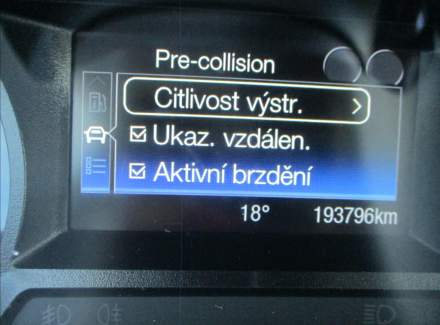 Pre-collision
Citlivost výstr.
Ukaz. vzdálen.
Aktivní brzdění
18° 193796km